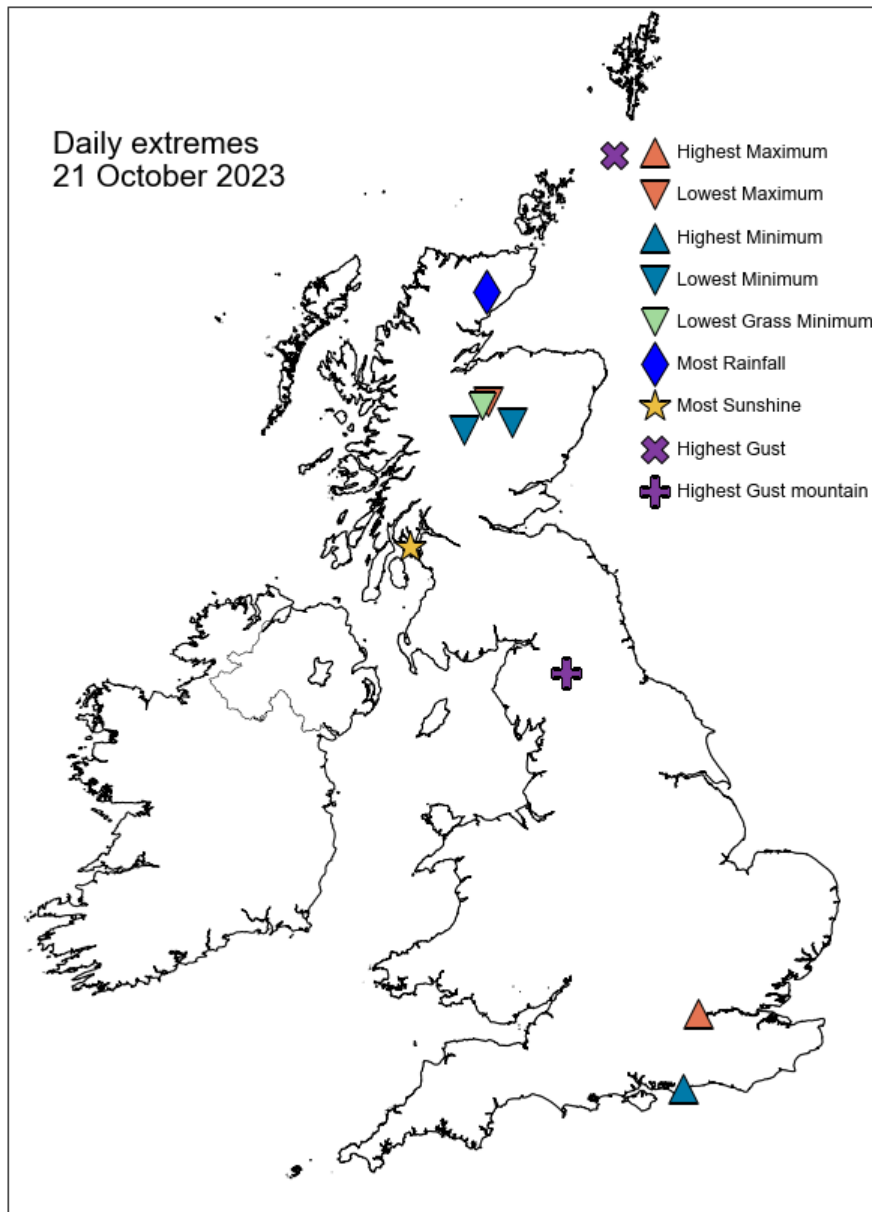 Daily extremes
21 October 2023
Highest Maximum
Lowest Maximum
Highest Minimum
Lowest Minimum
Lowest Grass Minimum
Most Rainfall
Most Sunshine
Highest Gust
Highest Gust mountain